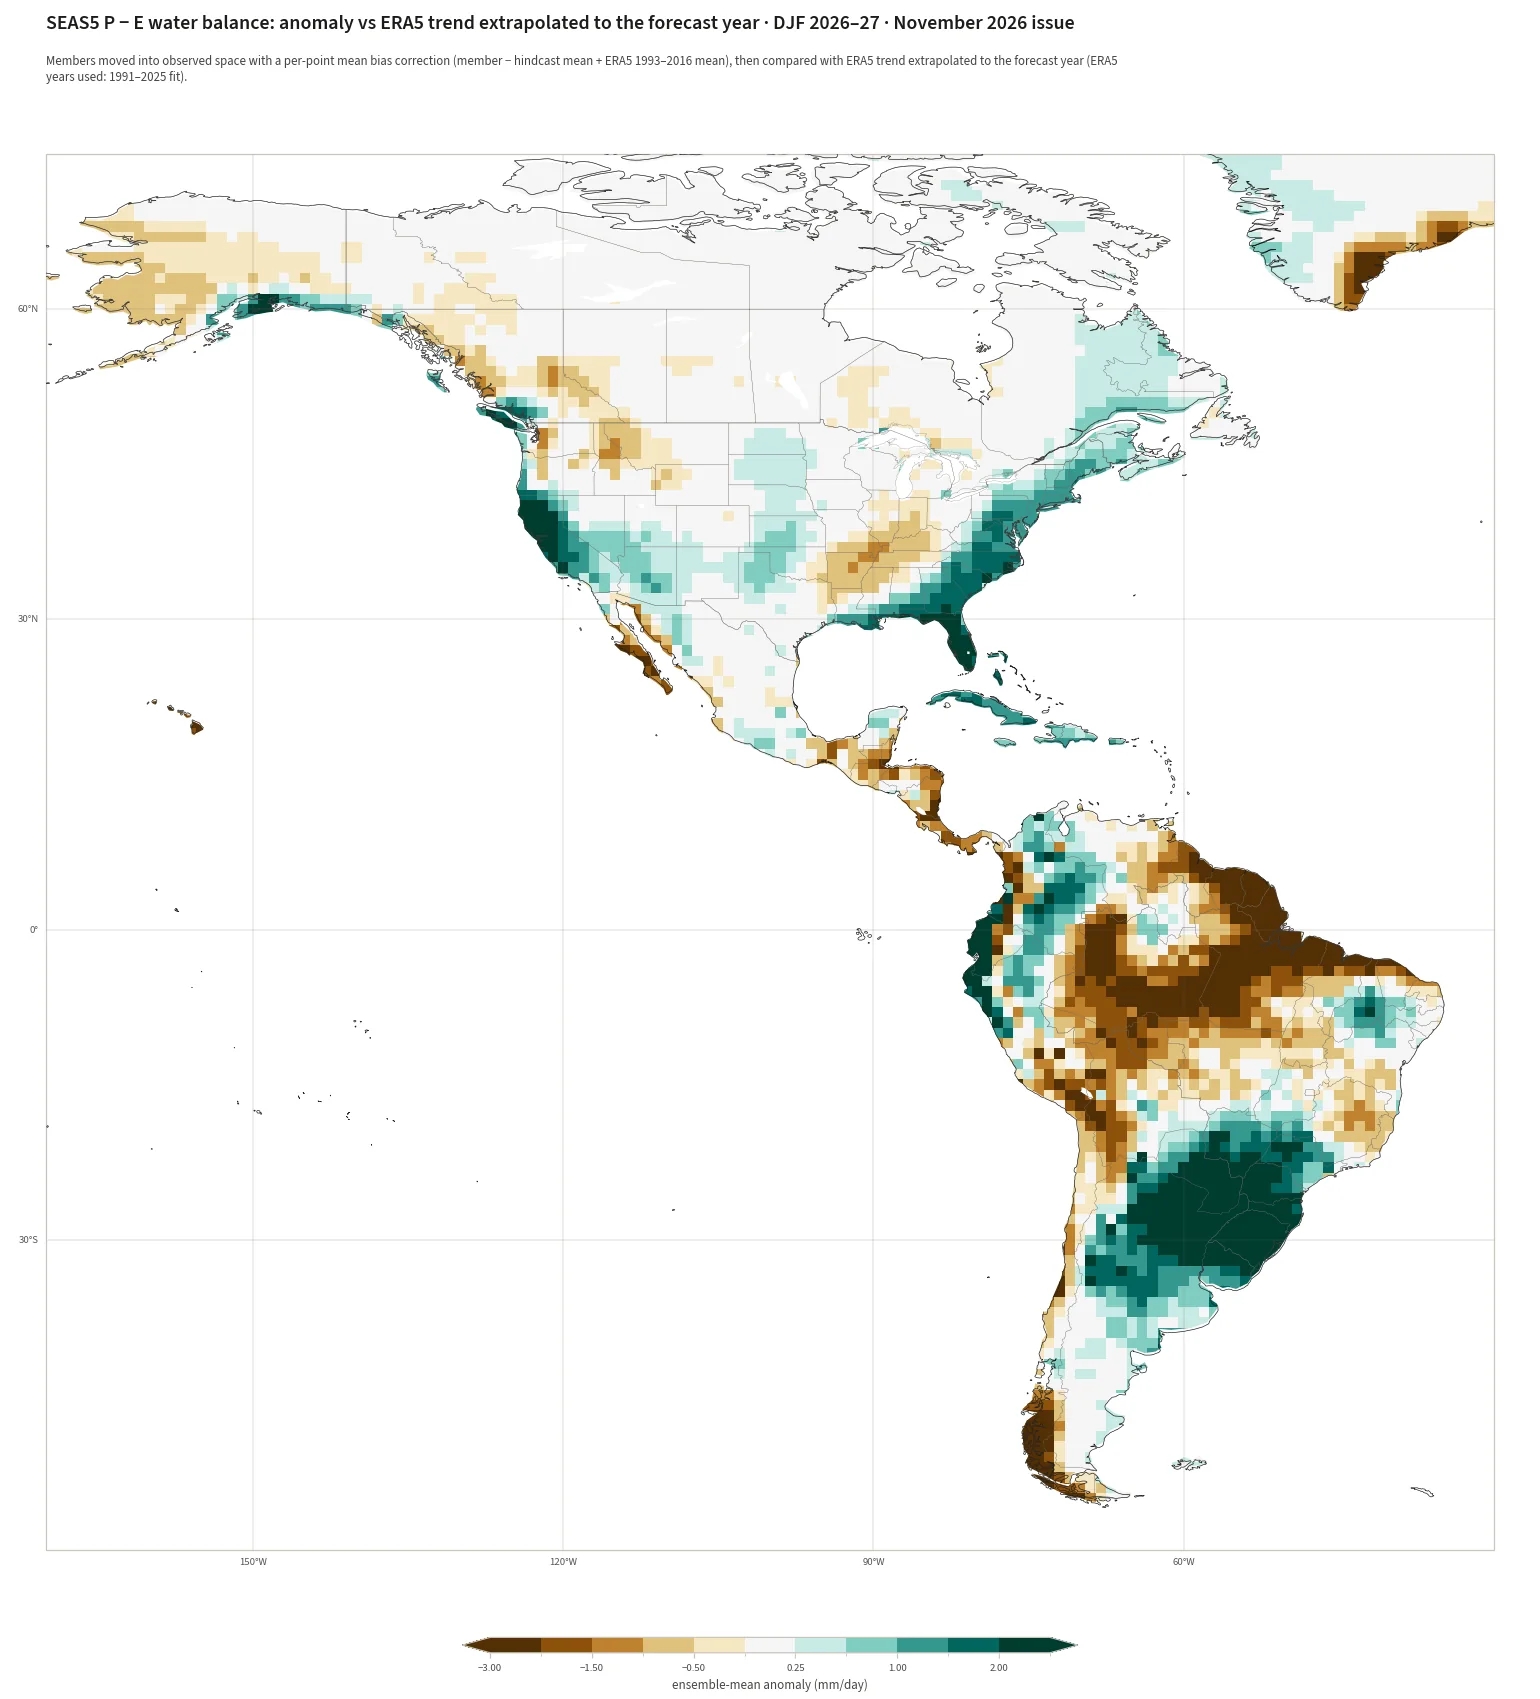 SEAS5 P − E water balance: anomaly vs ERA5 trend extrapolated to the forecast year · DJF 2026–27 · November 2026 issue
Members moved into observed space with a per-point mean bias correction (member − hindcast mean + ERA5 1993–2016 mean), then compared with ERA5 trend extrapolated to the forecast year (ERA5
years used: 1991–2025 fit).
60°N
30°N
0°
30°S
150°W
120°W
90°W
60°W
−3.00
−1.50
−0.50
0.25
1.00
2.00
ensemble-mean anomaly (mm/day)